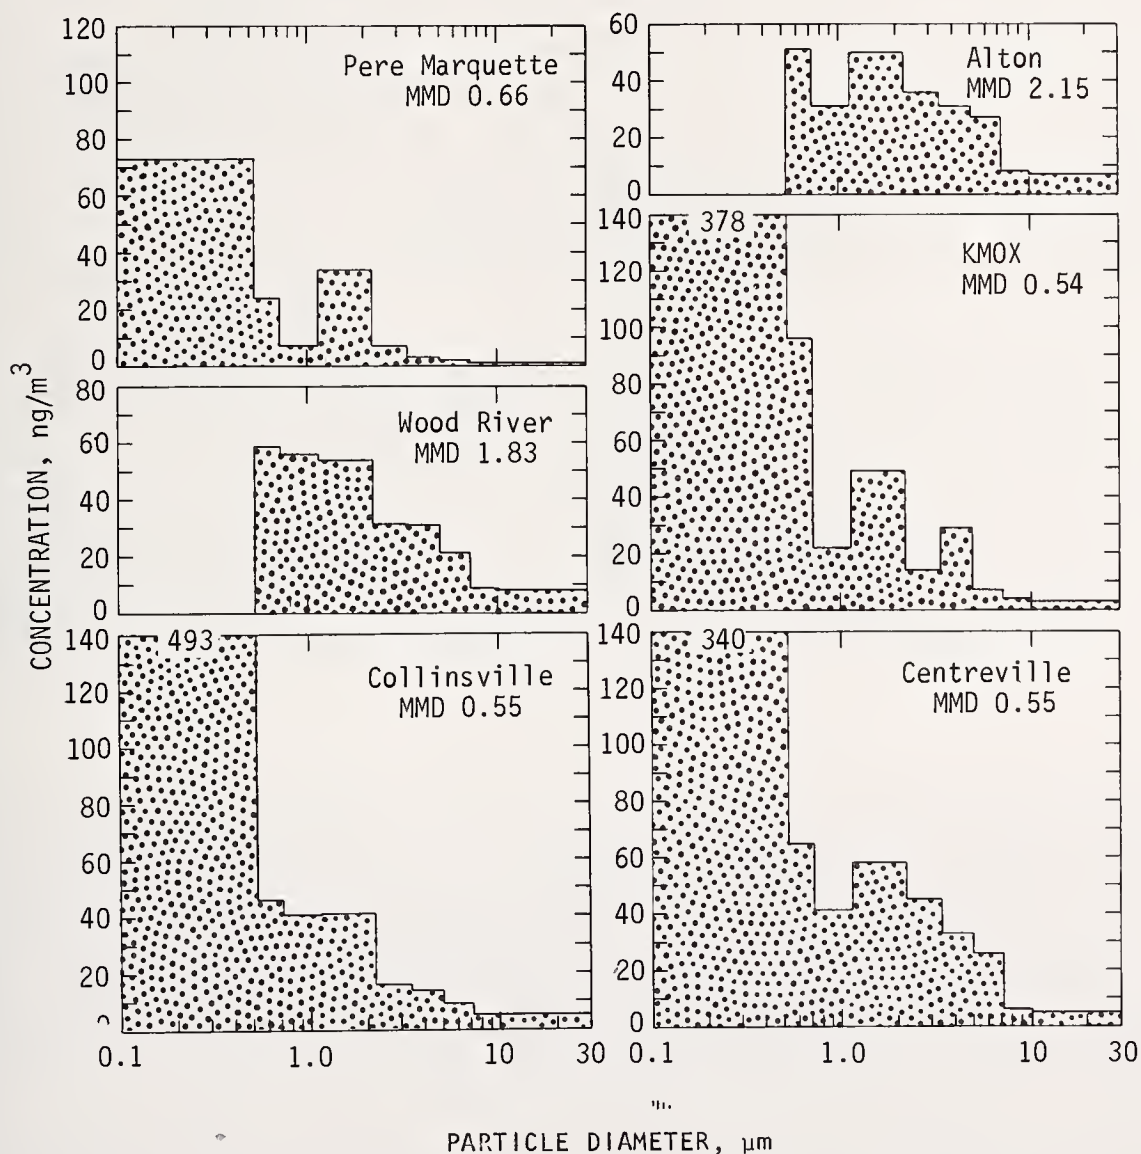 CONCENTRATION, ng/m³
120
100
80
60
40
20
0
Pere Marquette
MMD 0.66
60
40
20
0
Alton
MMD 2.15
140
120
100
80
60
40
20
0
378
KMOX
MMD 0.54
80
60
40
20
0
Wood River
MMD 1.83
140
120
100
80
60
40
20
493
Collinsville
MMD 0.55
0.1 1.0 10 30
140
120
100
80
60
40
20
0
340
Centreville
MMD 0.55
0.1 1.0 10 30
PARTICLE DIAMETER, μm